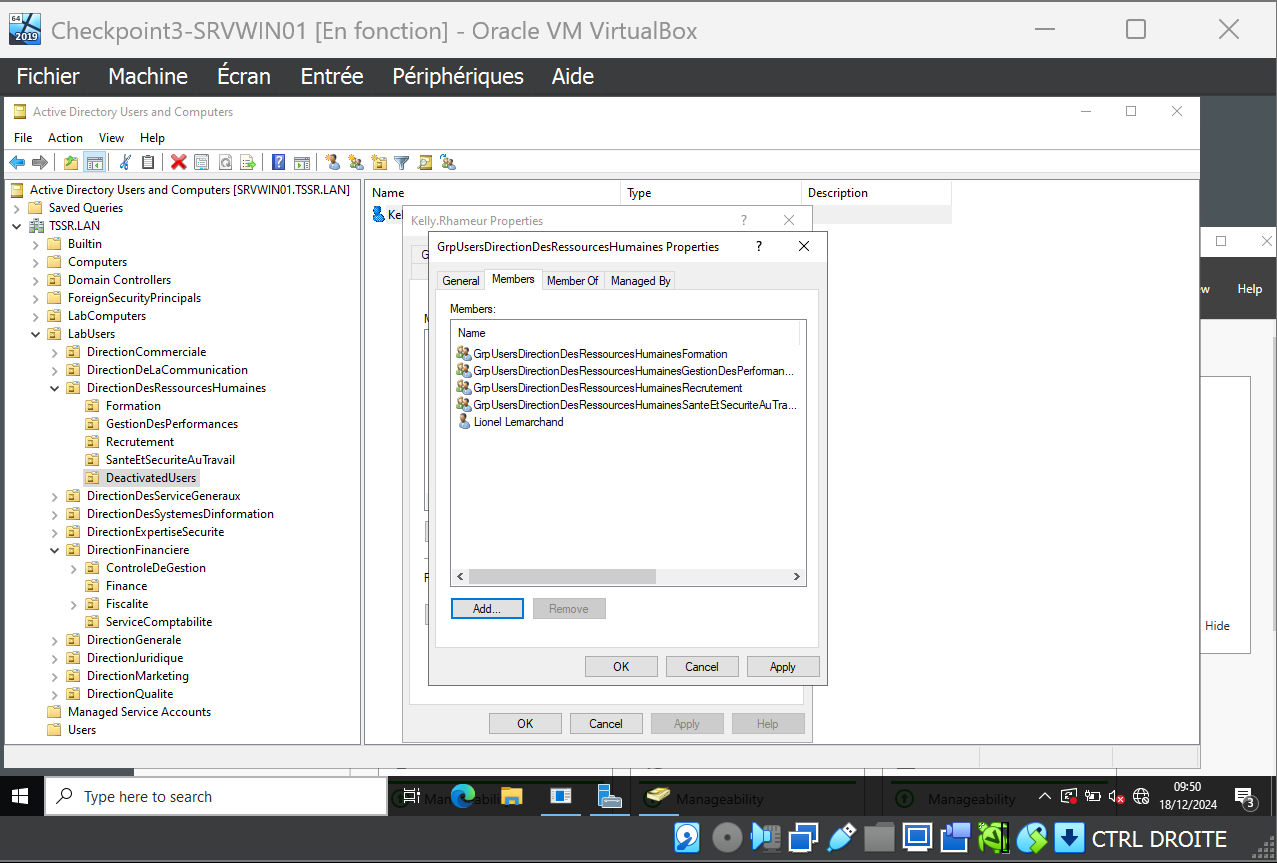 64
2019
Checkpoint3-SRVWIN01 [En fonction] - Oracle VM VirtualBox
Fichier Machine Écran Entrée Périphériques Aide
Active Directory Users and Computers
File Action View Help
Active Directory Users and Computers [SRVWIN01.TSSR.LAN]
Saved Queries
TSSR.LAN
Builtin
Computers
Domain Controllers
ForeignSecurityPrincipals
LabComputers
LabUsers
DirectionCommerciale
DirectionDeLaCommunication
DirectionDesRessourcesHumaines
Formation
GestionDesPerformances
Recrutement
SanteEtSecuriteAuTravail
DeactivatedUsers
DirectionDesServiceGeneraux
DirectionDesSystemesDinformation
DirectionExpertiseSecurite
DirectionFinanciere
ControleDeGestion
Finance
Fiscalite
ServiceComptabilite
DirectionGenerale
DirectionJuridique
DirectionMarketing
DirectionQualite
Managed Service Accounts
Users
Name Type Description
Kelly.Rhameur Properties ?
GrpUsersDirectionDesRessourcesHumaines Properties ?
General Members Member Of Managed By
Members:
Name
GrpUsersDirectionDesRessourcesHumainesFormation
GrpUsersDirectionDesRessourcesHumainesGestionDesPerforman...
GrpUsersDirectionDesRessourcesHumainesRecrutement
GrpUsersDirectionDesRessourcesHumainesSanteEtSecuriteAuTra...
Lionel Lemarchand
Add... Remove
OK Cancel Apply
OK Cancel Apply Help
Help
Hide
Type here to search
Manageability
Manageability
09:50
18/12/2024
3
CTRL DROITE